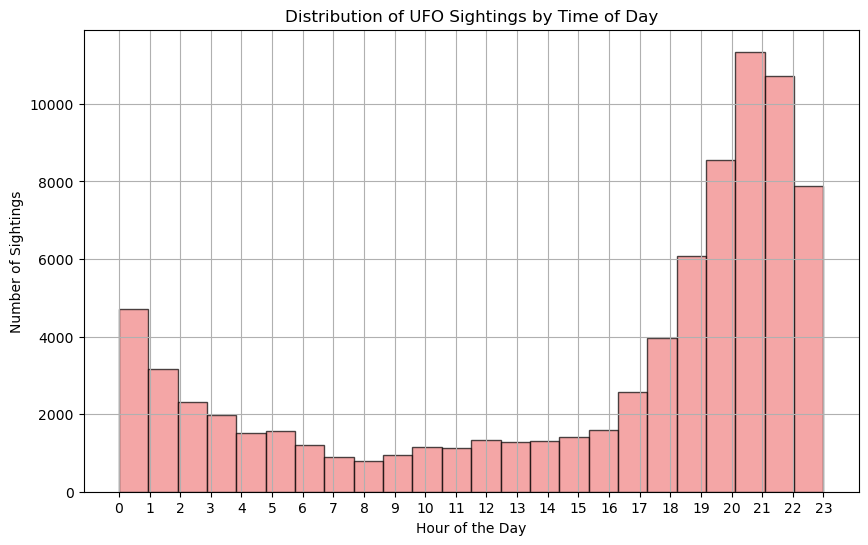 Distribution of UFO Sightings by Time of Day
Number of Sightings
10000
8000
6000
4000
2000
0
0 1 2 3 4 5 6 7 8 9 10 11 12 13 14 15 16 17 18 19 20 21 22 23
Hour of the Day